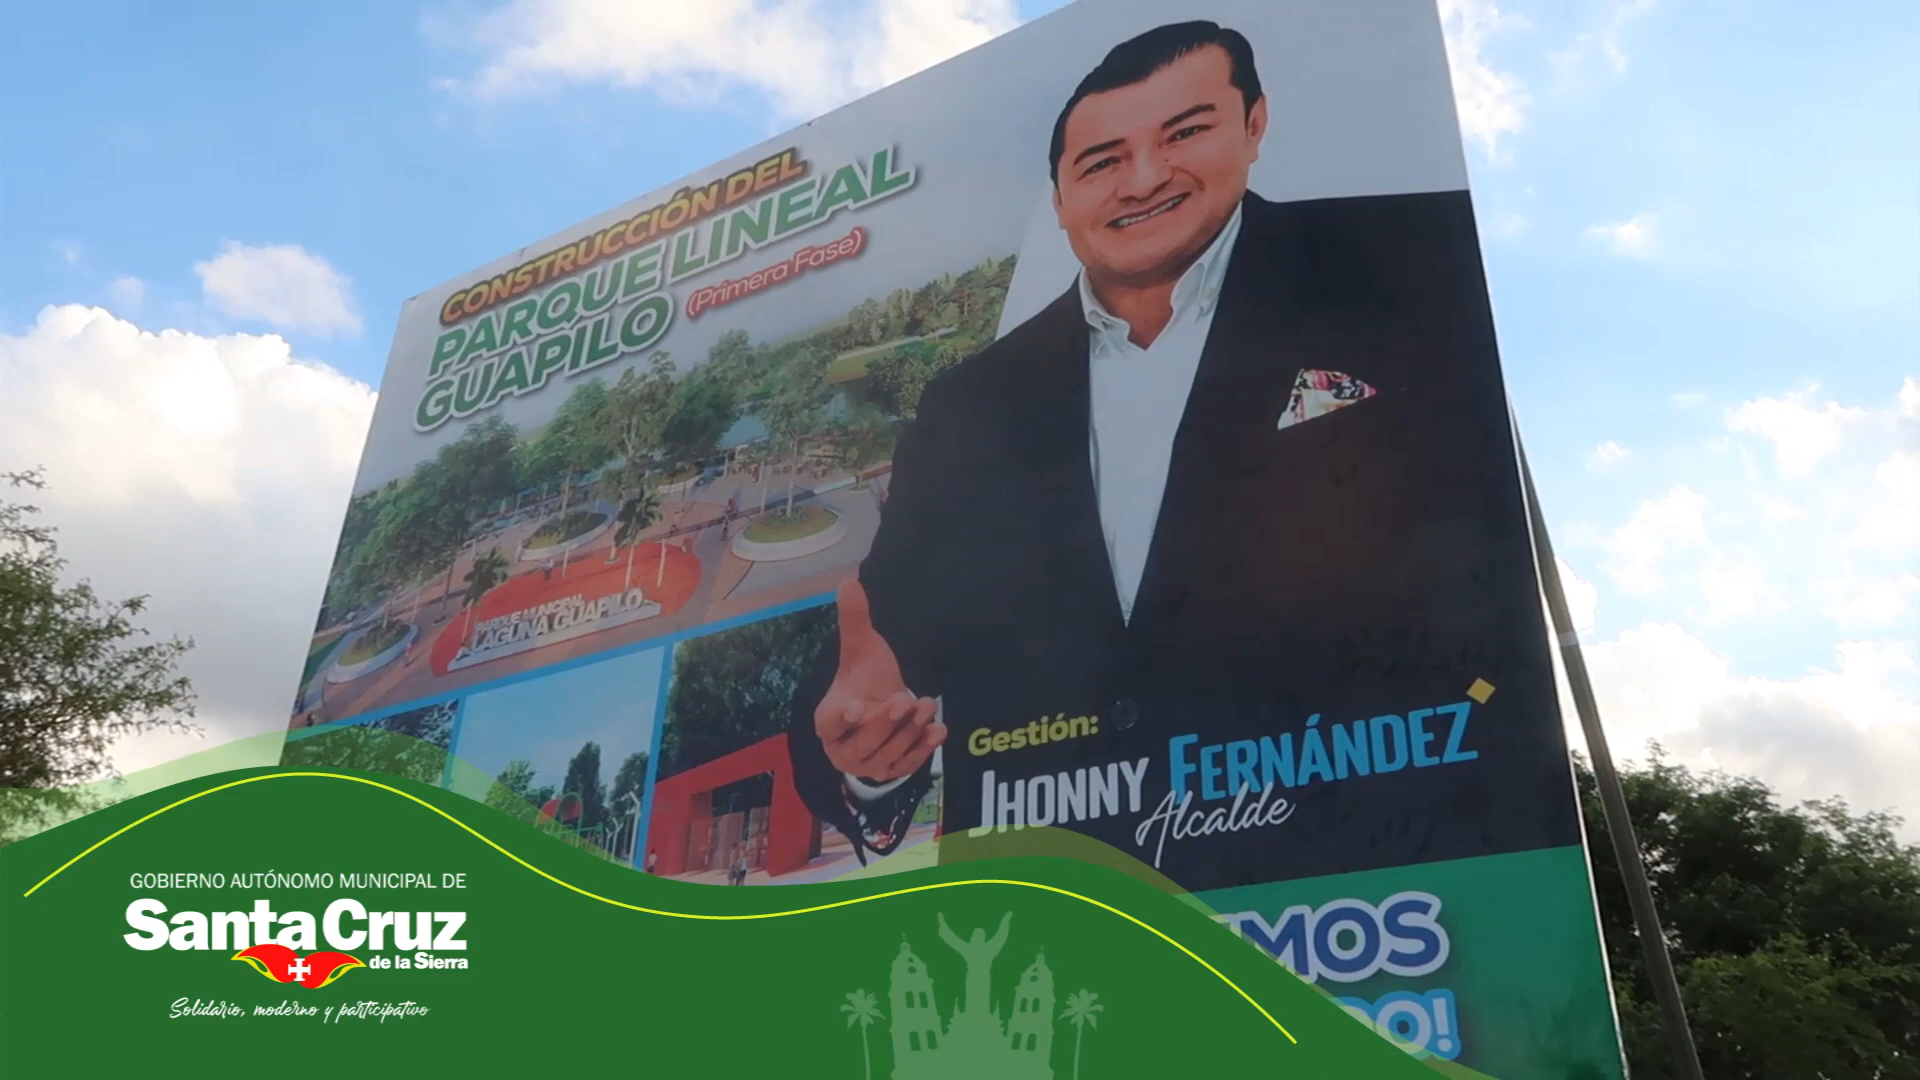 CONSTRUCCIÓN DEL
PARQUE LINEAL
GUAPILO (Primera Fase)
PARQUE MUNICIPAL
LAGUNA GUAPILO
Gestión:
JHONNY FERNÁNDEZ
Alcalde
GOBIERNO AUTÓNOMO MUNICIPAL DE
Santa Cruz
de la Sierra
Solidario, moderno y participativo